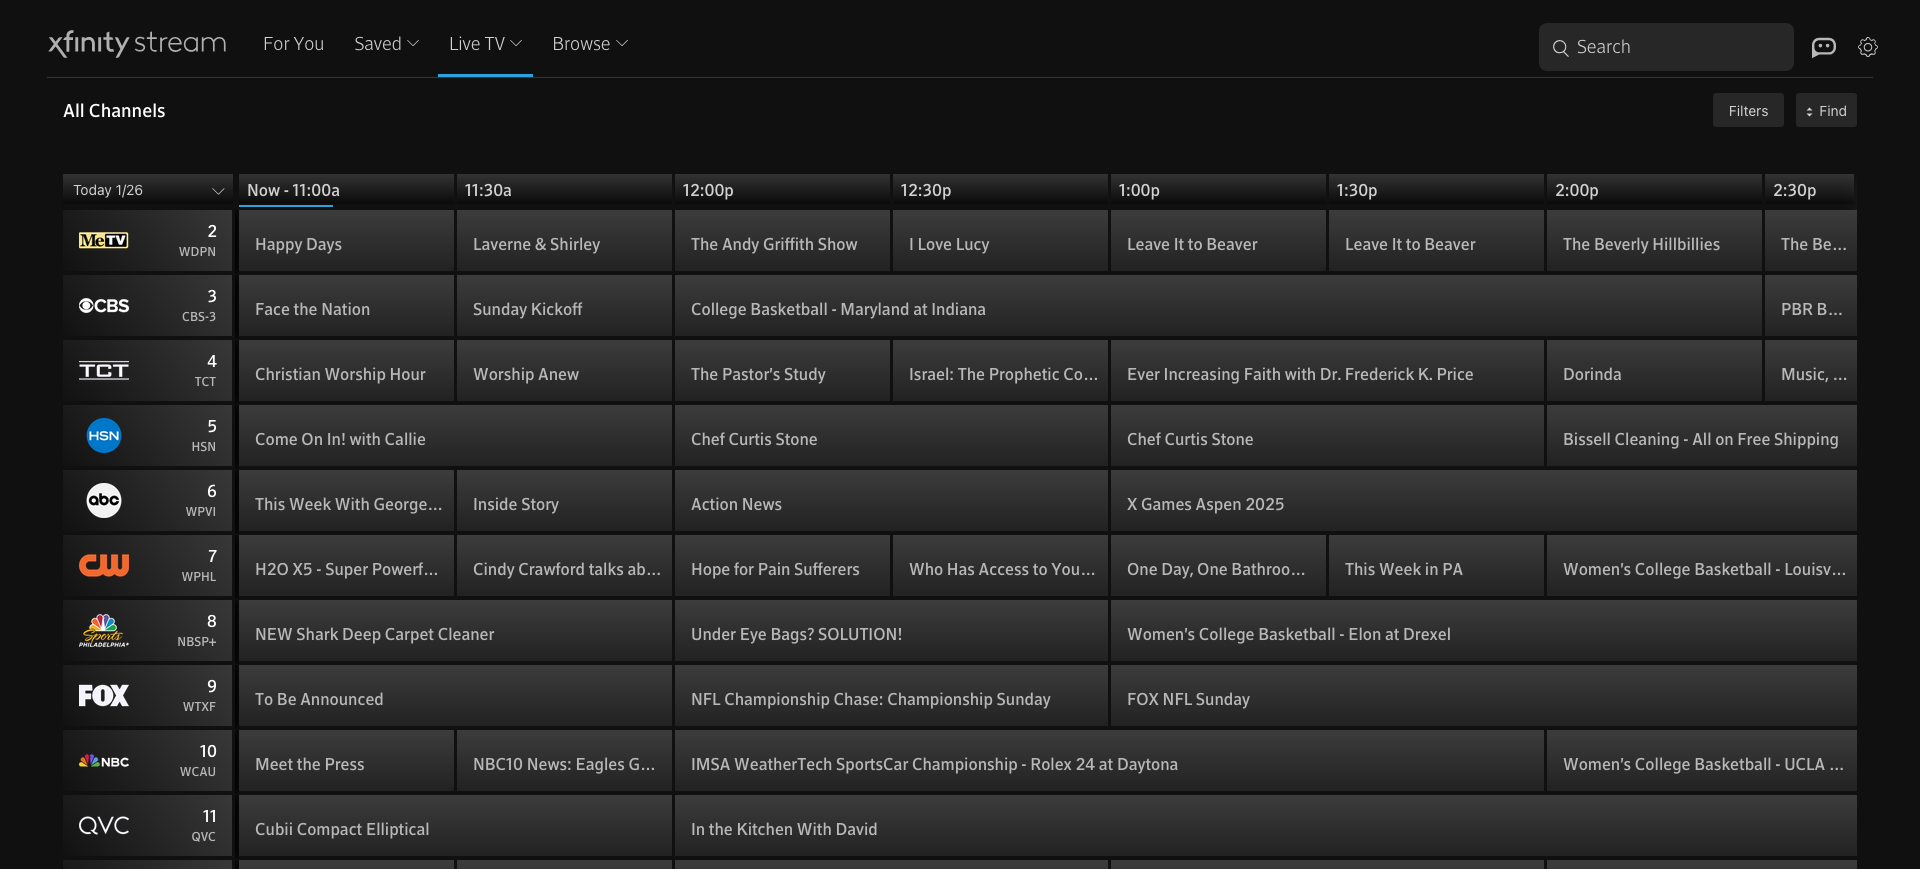 xfinity stream For You Saved Live TV Browse Search
All Channels Filters Find
Today 1/26 Now - 11:00a 11:30a 12:00p 12:30p 1:00p 1:30p 2:00p 2:30p
MeTV 2 WDPN Happy Days Laverne & Shirley The Andy Griffith Show I Love Lucy Leave It to Beaver Leave It to Beaver The Beverly Hillbillies The Be...
CBS 3 CBS-3 Face the Nation Sunday Kickoff College Basketball - Maryland at Indiana PBR B...
TCT 4 TCT Christian Worship Hour Worship Anew The Pastor's Study Israel: The Prophetic Co... Ever Increasing Faith with Dr. Frederick K. Price Dorinda Music, ...
HSN 5 HSN Come On In! with Callie Chef Curtis Stone Chef Curtis Stone Bissell Cleaning - All on Free Shipping
abc 6 WPVI This Week With George... Inside Story Action News X Games Aspen 2025
CW 7 WPHL H2O X5 - Super Powerf... Cindy Crawford talks ab... Hope for Pain Sufferers Who Has Access to You... One Day, One Bathroo... This Week in PA Women's College Basketball - Louisv...
Sports PHILADELPHIA+ 8 NBSP+ NEW Shark Deep Carpet Cleaner Under Eye Bags? SOLUTION! Women's College Basketball - Elon at Drexel
FOX 9 WTXF To Be Announced NFL Championship Chase: Championship Sunday FOX NFL Sunday
NBC 10 WCAU Meet the Press NBC10 News: Eagles G... IMSA WeatherTech SportsCar Championship - Rolex 24 at Daytona Women's College Basketball - UCLA ...
QVC 11 QVC Cubii Compact Elliptical In the Kitchen With David